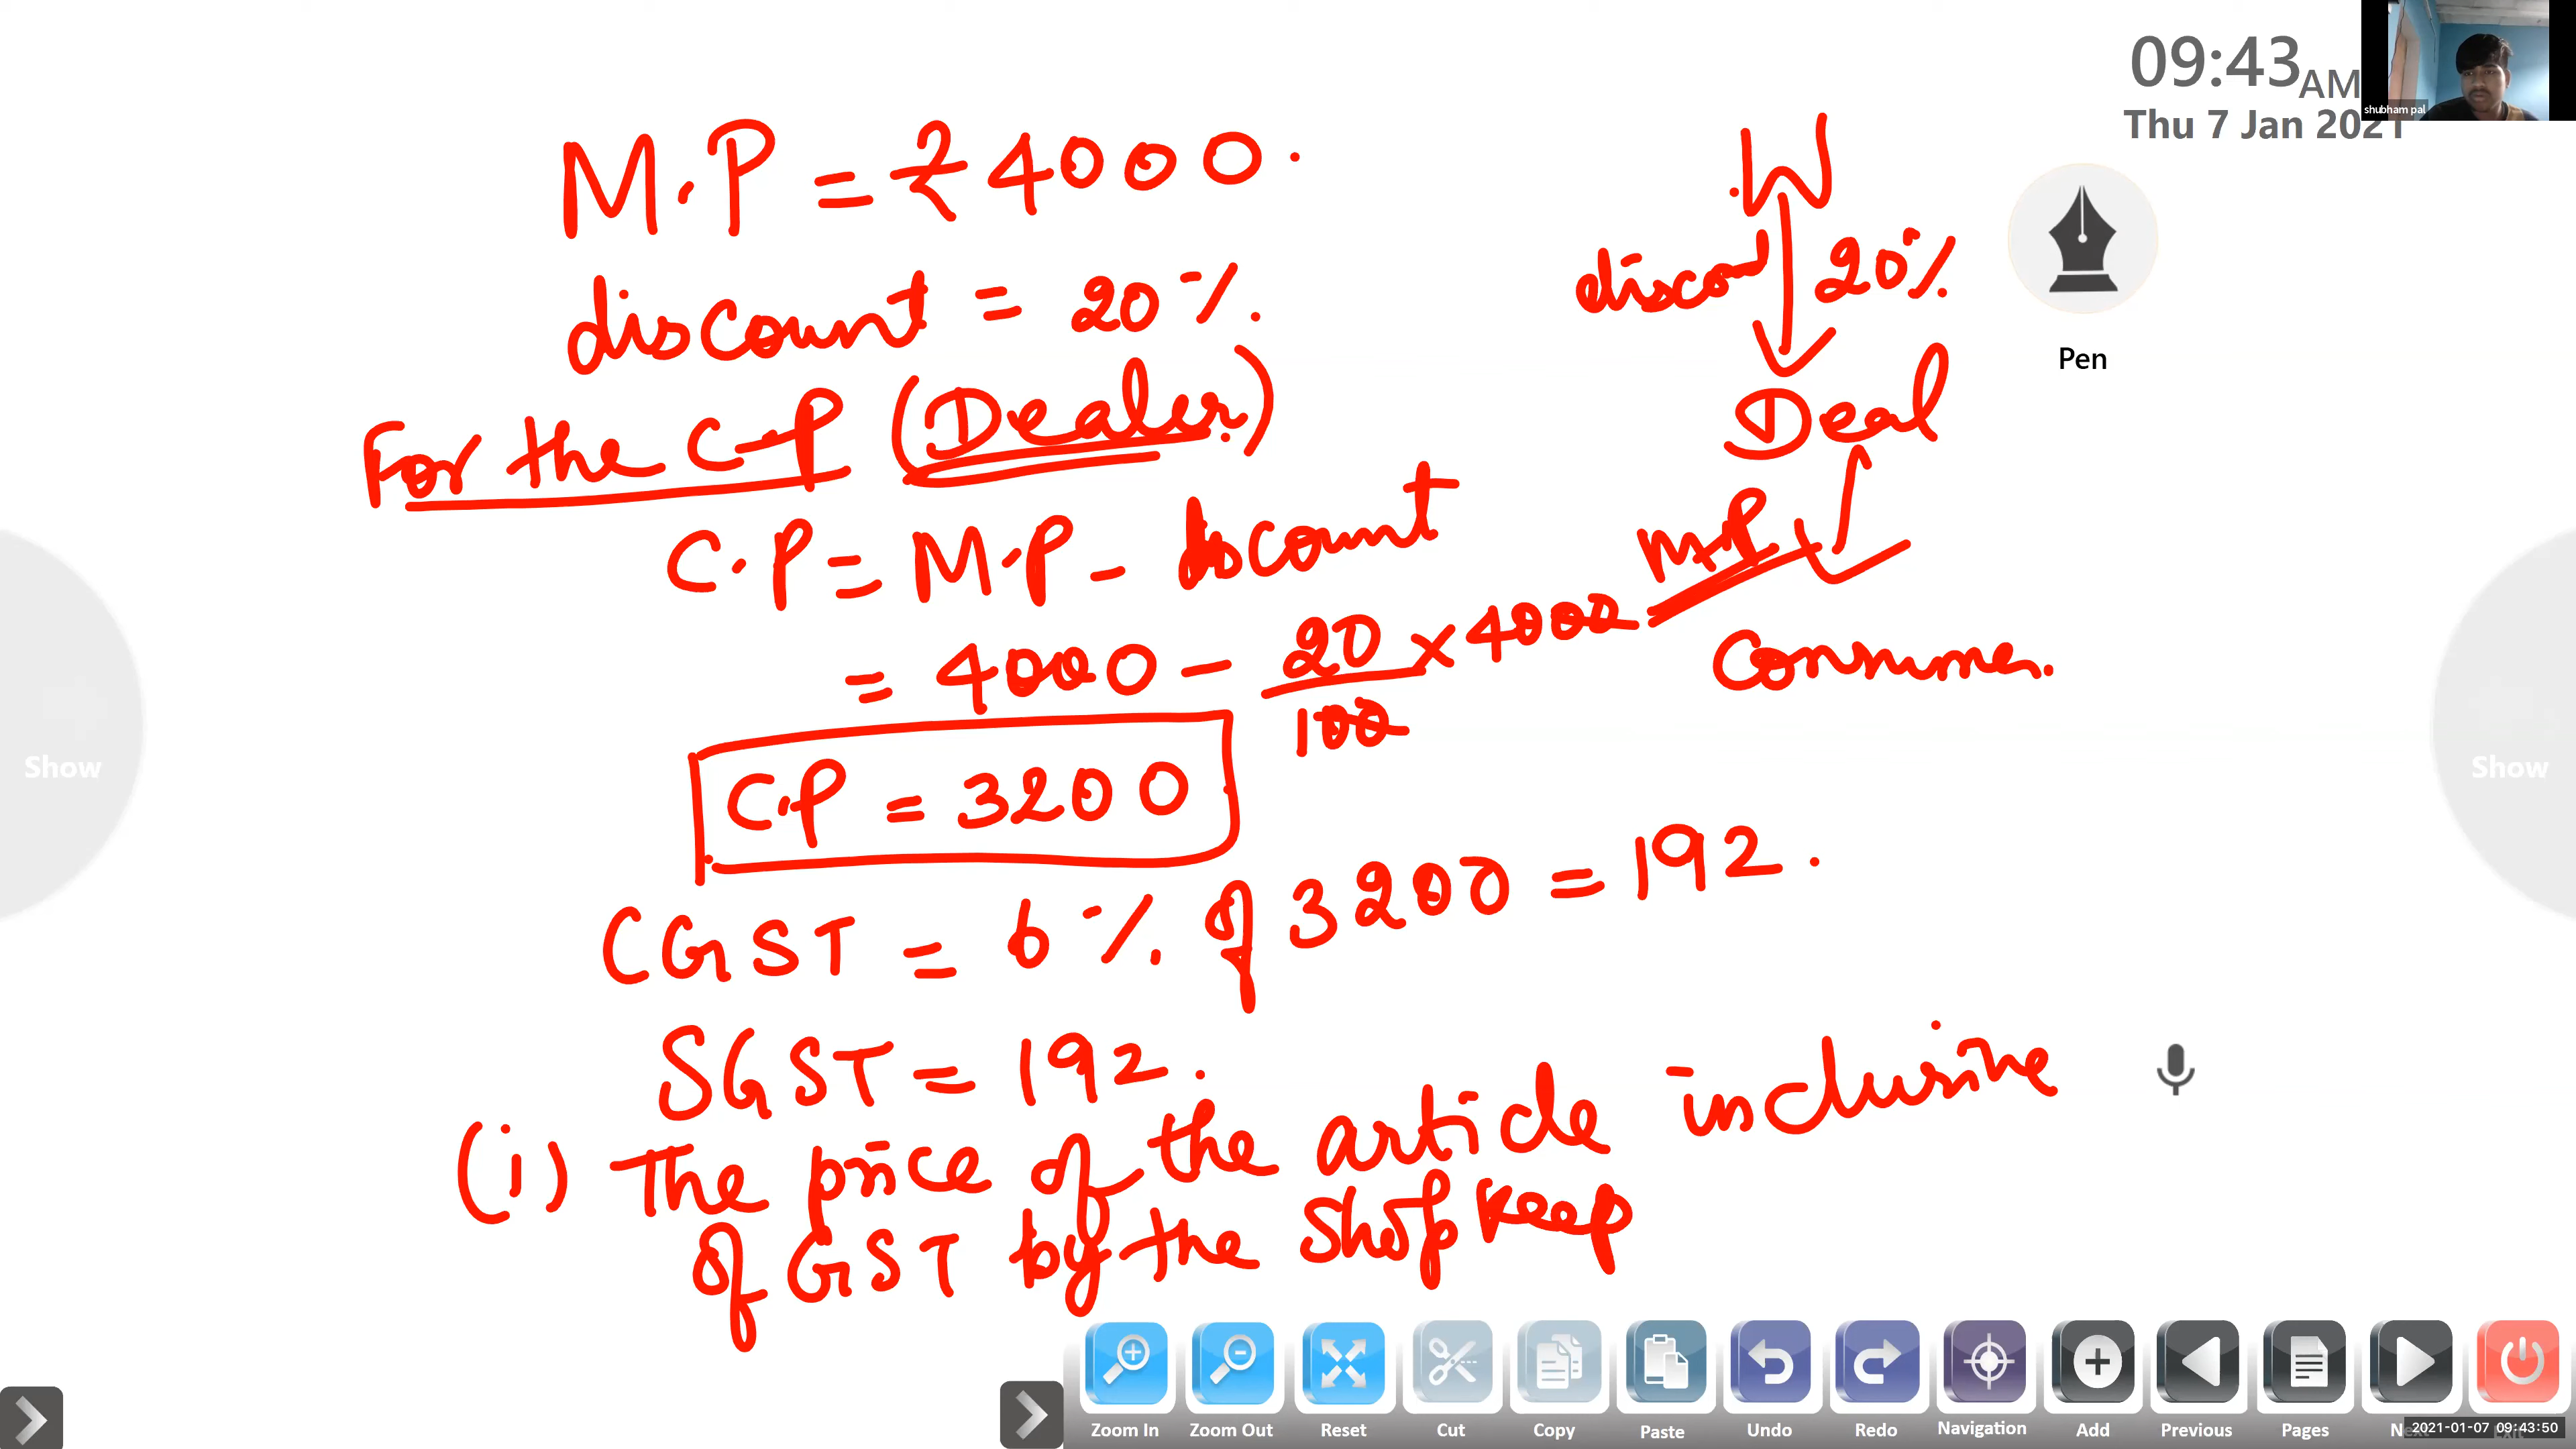 09:43 AM
Thu 7 Jan 2021
shubham pal
M.P = ₹ 4000.
discount = 20%.
For the C.P (Dealer)
C.P = M.P - discount
= 4000 - 20/100 × 4000
C.P = 3200
CGST = 6% of 3200 = 192.
SGST = 192.
(i) The price of the article inclusive
of GST by the Shopkeep
W
discount 20%
Deal
M.P
Consumer.
Pen
Show
Show
Zoom In
Zoom Out
Reset
Cut
Copy
Paste
Undo
Redo
Navigation
Add
Previous
Pages
2021-01-07 09:43:50